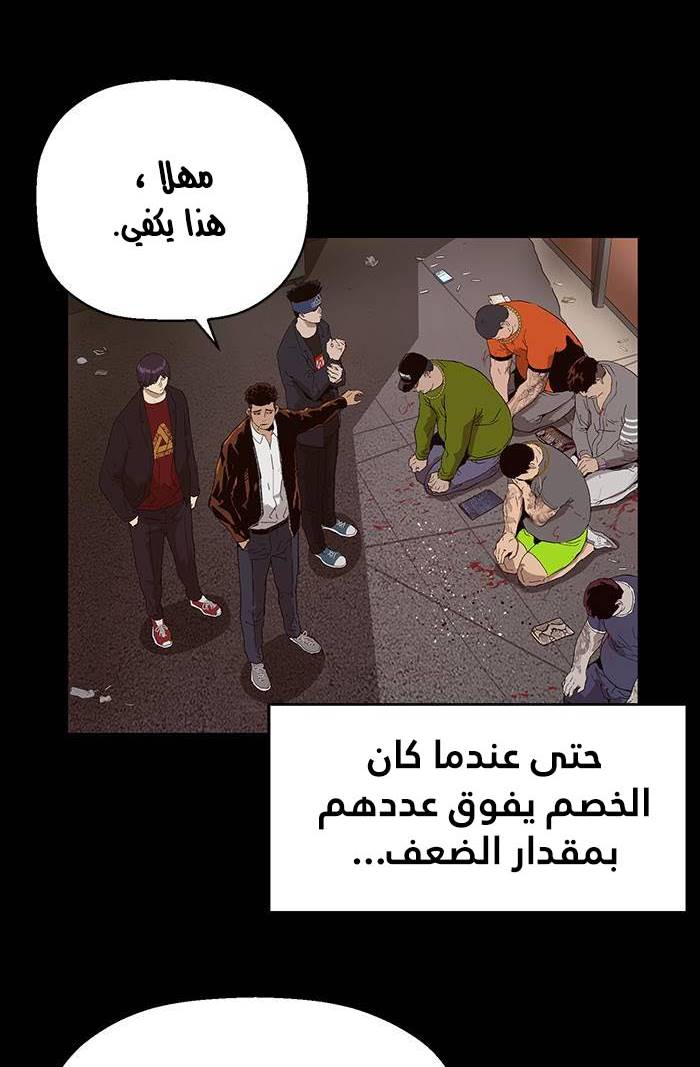 مهلا ،
هذا يكفي.
حتى عندما كان
الخصم يفوق عددهم
بمقدار الضعف...